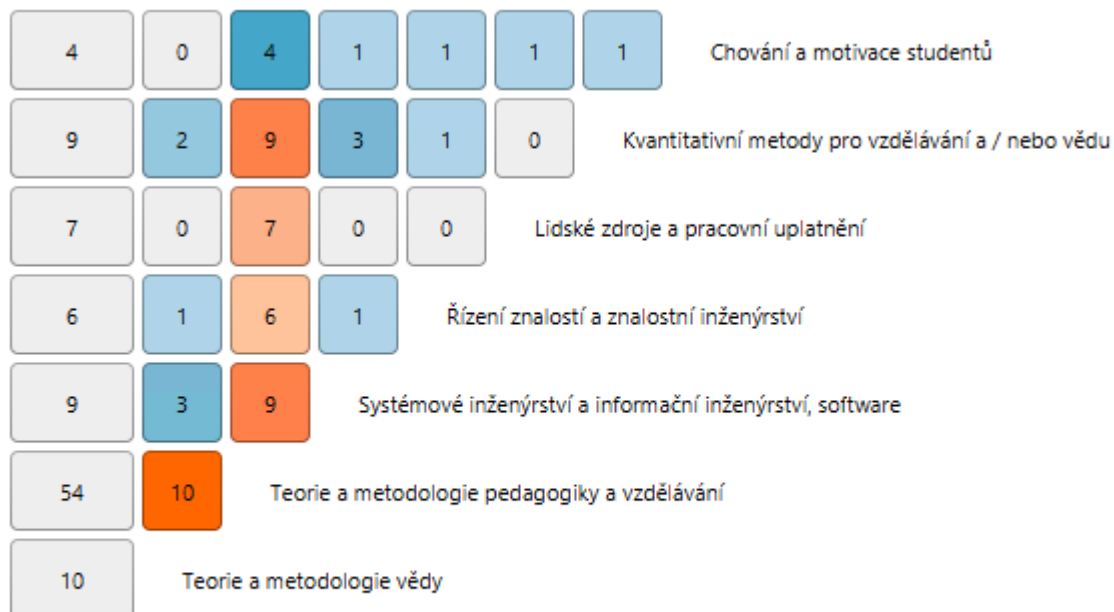 4 0 4 1 1 1 1 Chování a motivace studentů
9 2 9 3 1 0 Kvantitativní metody pro vzdělávání a / nebo vědu
7 0 7 0 0 Lidské zdroje a pracovní uplatnění
6 1 6 1 Řízení znalostí a znalostní inženýrství
9 3 9 Systémové inženýrství a informační inženýrství, software
54 10 Teorie a metodologie pedagogiky a vzdělávání
10 Teorie a metodologie vědy